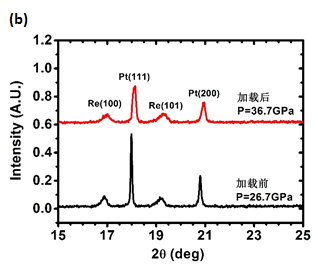 (b)
1.2
1.0
0.8
0.6
0.4
0.2
0.0
Intensity (A.U.)
Pt(111)
Re(100)
Re(101)
Pt(200)
加载后
P=36.7GPa
加载前
P=26.7GPa
15 17 19 21 23 25
2θ (deg)